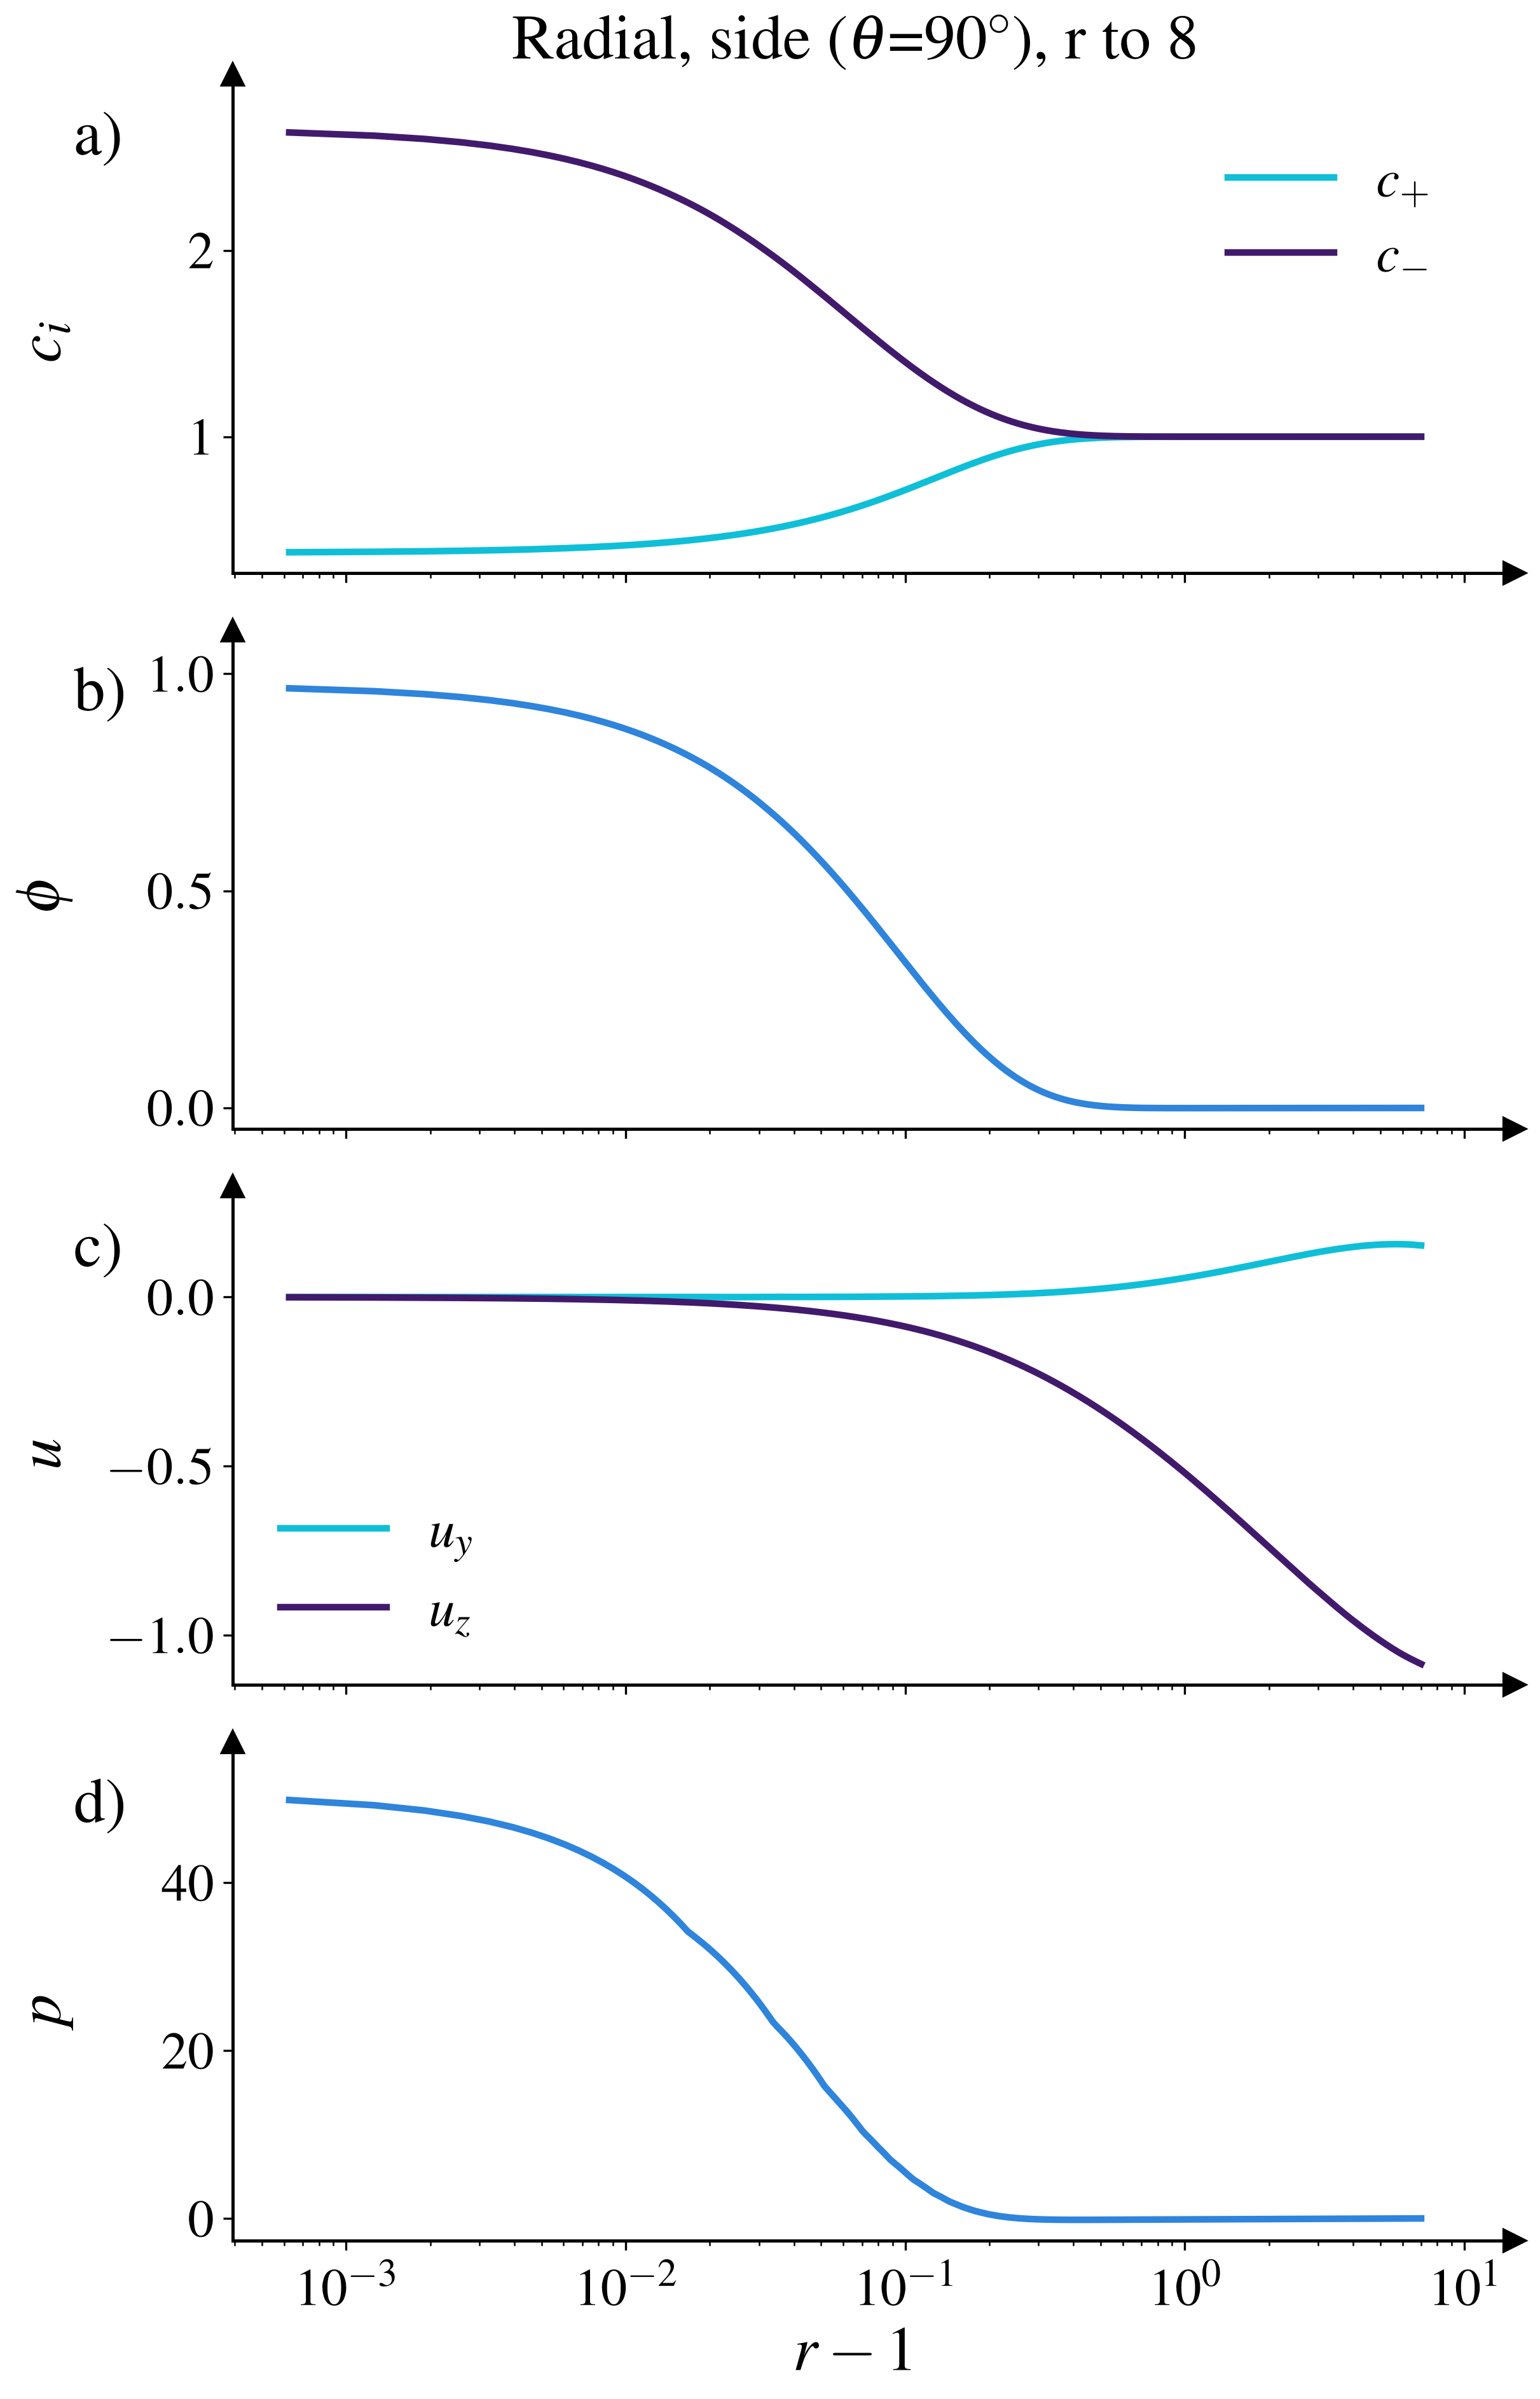 Radial, side (θ=90°), r to 8
a)
2
1
c_i
c_+
c_−
b)
1.0
0.5
0.0
ϕ
c)
0.0
−0.5
−1.0
u
u_y
u_z
d)
40
20
0
p
10^−3 10^−2 10^−1 10^0 10^1
r − 1